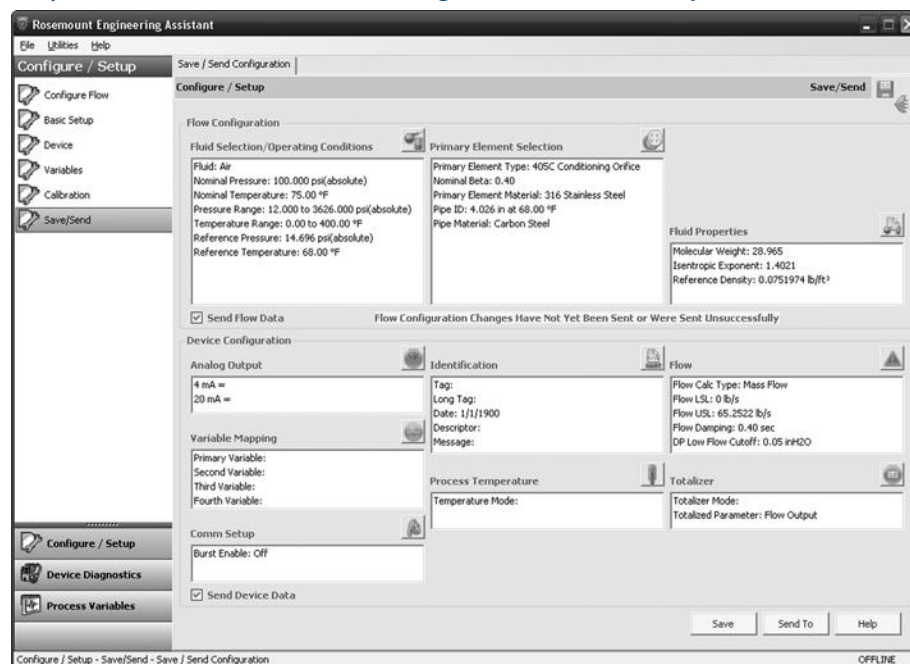 Rosemount Engineering Assistant
File Utilities Help
Configure / Setup
Configure Flow
Basic Setup
Device
Variables
Calibration
Save/Send
Configure / Setup
Device Diagnostics
Process Variables
Save / Send Configuration
Configure / Setup Save/Send
Flow Configuration
Fluid Selection/Operating Conditions
Fluid: Air
Nominal Pressure: 100.000 psi(absolute)
Nominal Temperature: 75.00 °F
Pressure Range: 12.000 to 3626.000 psi(absolute)
Temperature Range: 0.00 to 400.00 °F
Reference Pressure: 14.696 psi(absolute)
Reference Temperature: 68.00 °F
Primary Element Selection
Primary Element Type: 405C Conditioning Orifice
Nominal Beta: 0.40
Primary Element Material: 316 Stainless Steel
Pipe ID: 4.026 in at 68.00 °F
Pipe Material: Carbon Steel
Fluid Properties
Molecular Weight: 28.965
Isentropic Exponent: 1.4021
Reference Density: 0.0751974 lb/ft³
Send Flow Data Flow Configuration Changes Have Not Yet Been Sent or Were Sent Unsuccessfully
Device Configuration
Analog Output
4 mA =
20 mA =
Variable Mapping
Primary Variable:
Second Variable:
Third Variable:
Fourth Variable:
Comm Setup
Burst Enable: Off
Send Device Data
Identification
Tag:
Long Tag:
Date: 1/1/1900
Descriptor:
Message:
Process Temperature
Temperature Mode:
Flow
Flow Calc Type: Mass Flow
Flow LSL: 0 lb/s
Flow USL: 65.2522 lb/s
Flow Damping: 0.40 sec
DP Low Flow Cutoff: 0.05 inH2O
Totalizer
Totalizer Mode:
Totalized Parameter: Flow Output
Save Send To Help
Configure / Setup - Save/Send - Save / Send Configuration OFFLINE